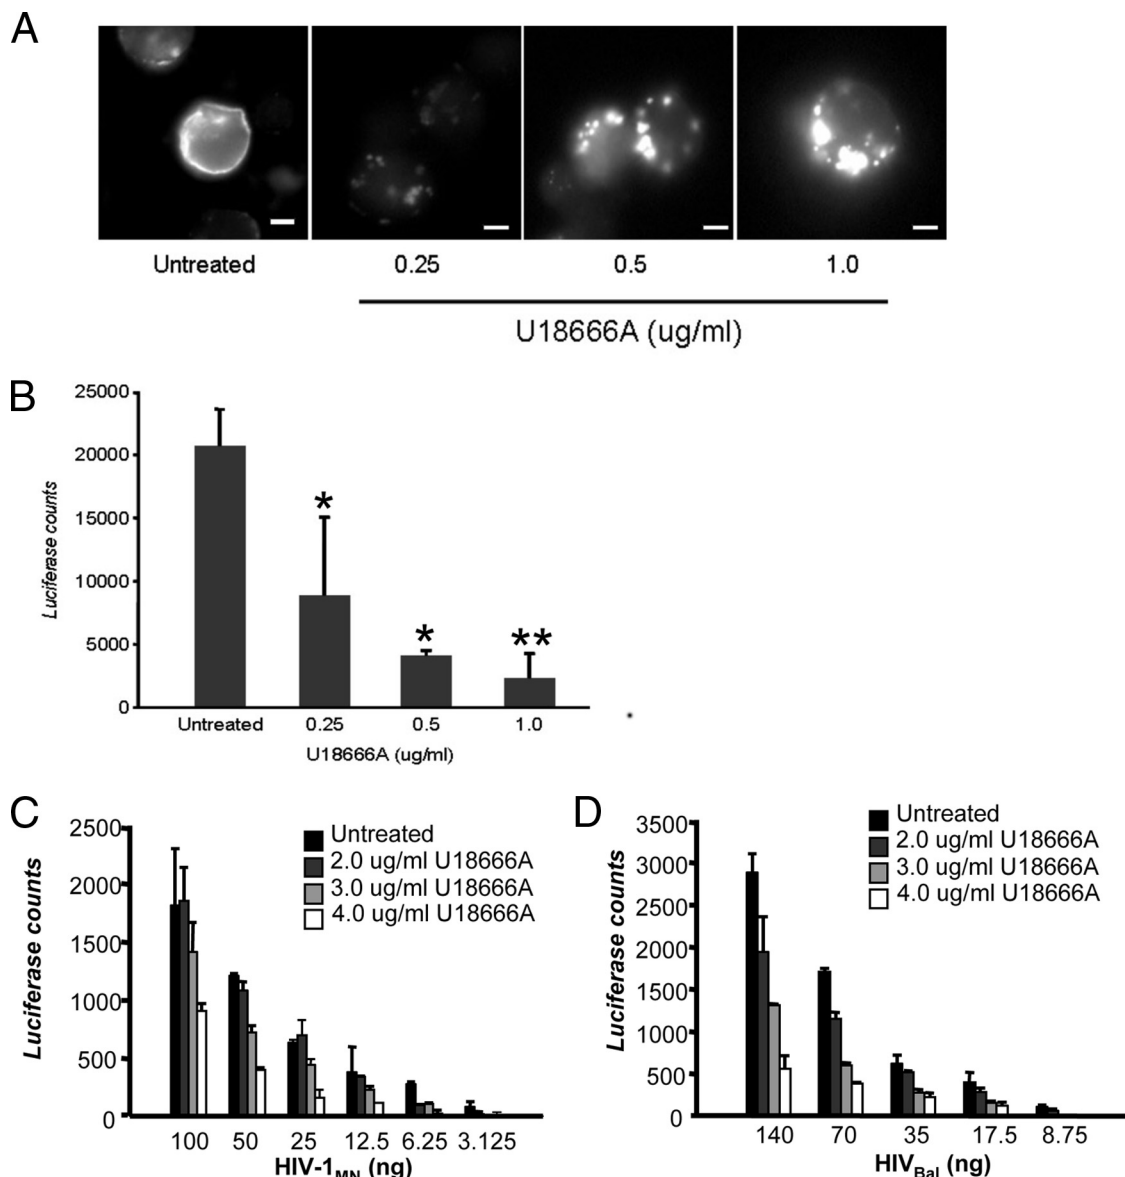 A
Untreated
0.25
0.5
1.0
U18666A (ug/ml)
B
25000
20000
15000
10000
5000
0
Luciferase counts
*
*
**
Untreated
0.25
0.5
1.0
U18666A (ug/ml)
C
2500
2000
1500
1000
500
0
Luciferase counts
Untreated
2.0 ug/ml U18666A
3.0 ug/ml U18666A
4.0 ug/ml U18666A
100
50
25
12.5
6.25
3.125
HIV-1MN (ng)
D
3500
3000
2500
2000
1500
1000
500
0
Luciferase counts
Untreated
2.0 ug/ml U18666A
3.0 ug/ml U18666A
4.0 ug/ml U18666A
140
70
35
17.5
8.75
HIVBal (ng)